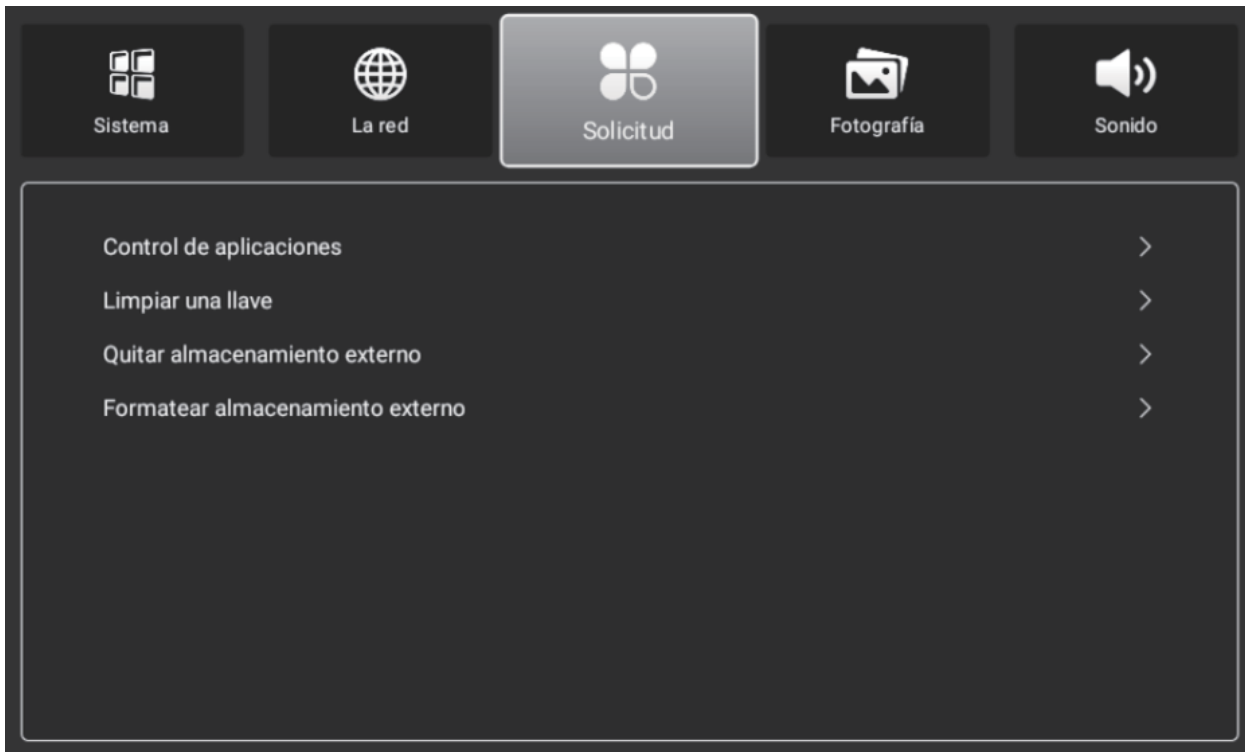 Sistema
La red
Solicitud
Fotografía
Sonido
Control de aplicaciones
Limpiar una llave
Quitar almacenamiento externo
Formatear almacenamiento externo